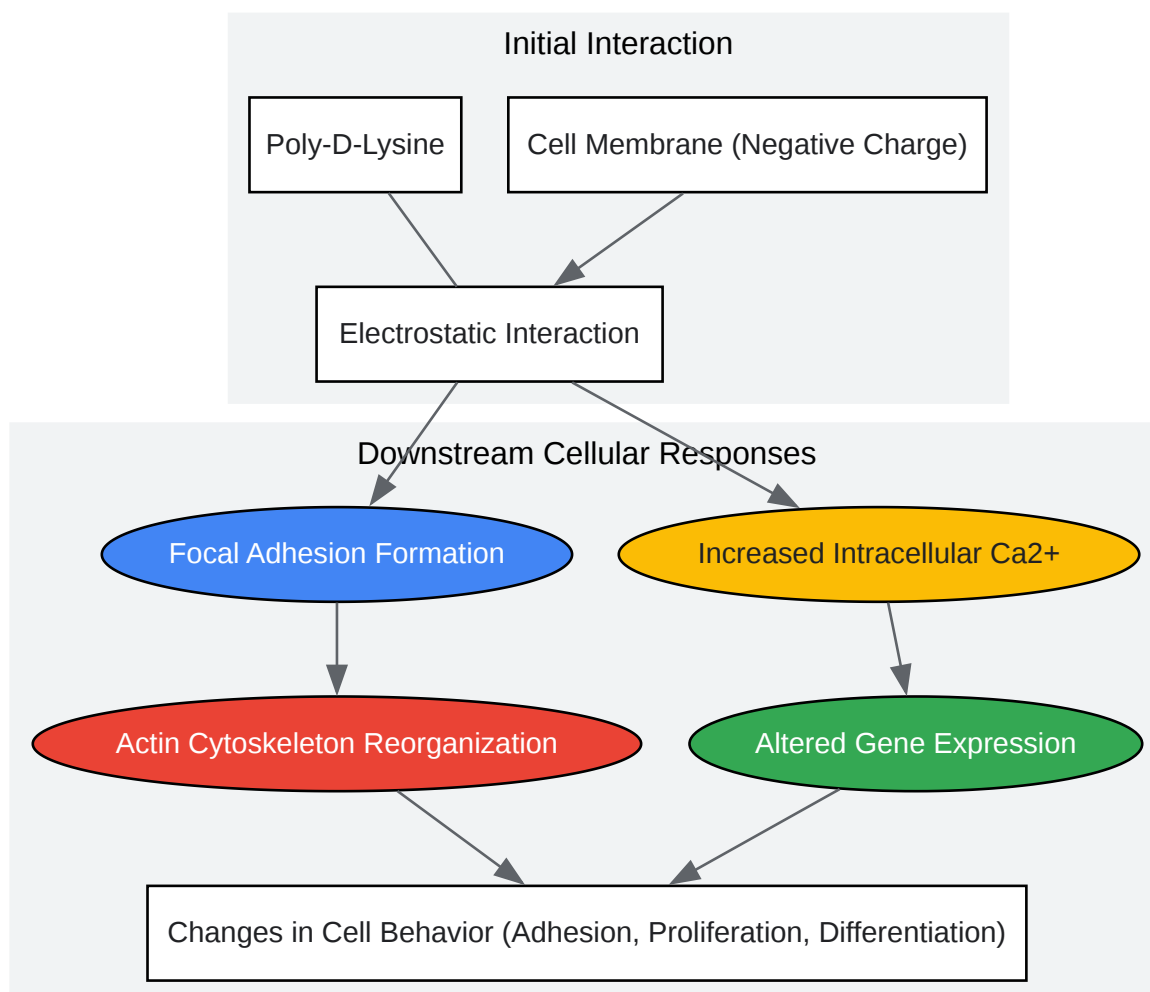 Initial Interaction
Poly-D-Lysine
Cell Membrane (Negative Charge)
Electrostatic Interaction
Downstream Cellular Responses
Focal Adhesion Formation
Increased Intracellular Ca2+
Actin Cytoskeleton Reorganization
Altered Gene Expression
Changes in Cell Behavior (Adhesion, Proliferation, Differentiation)